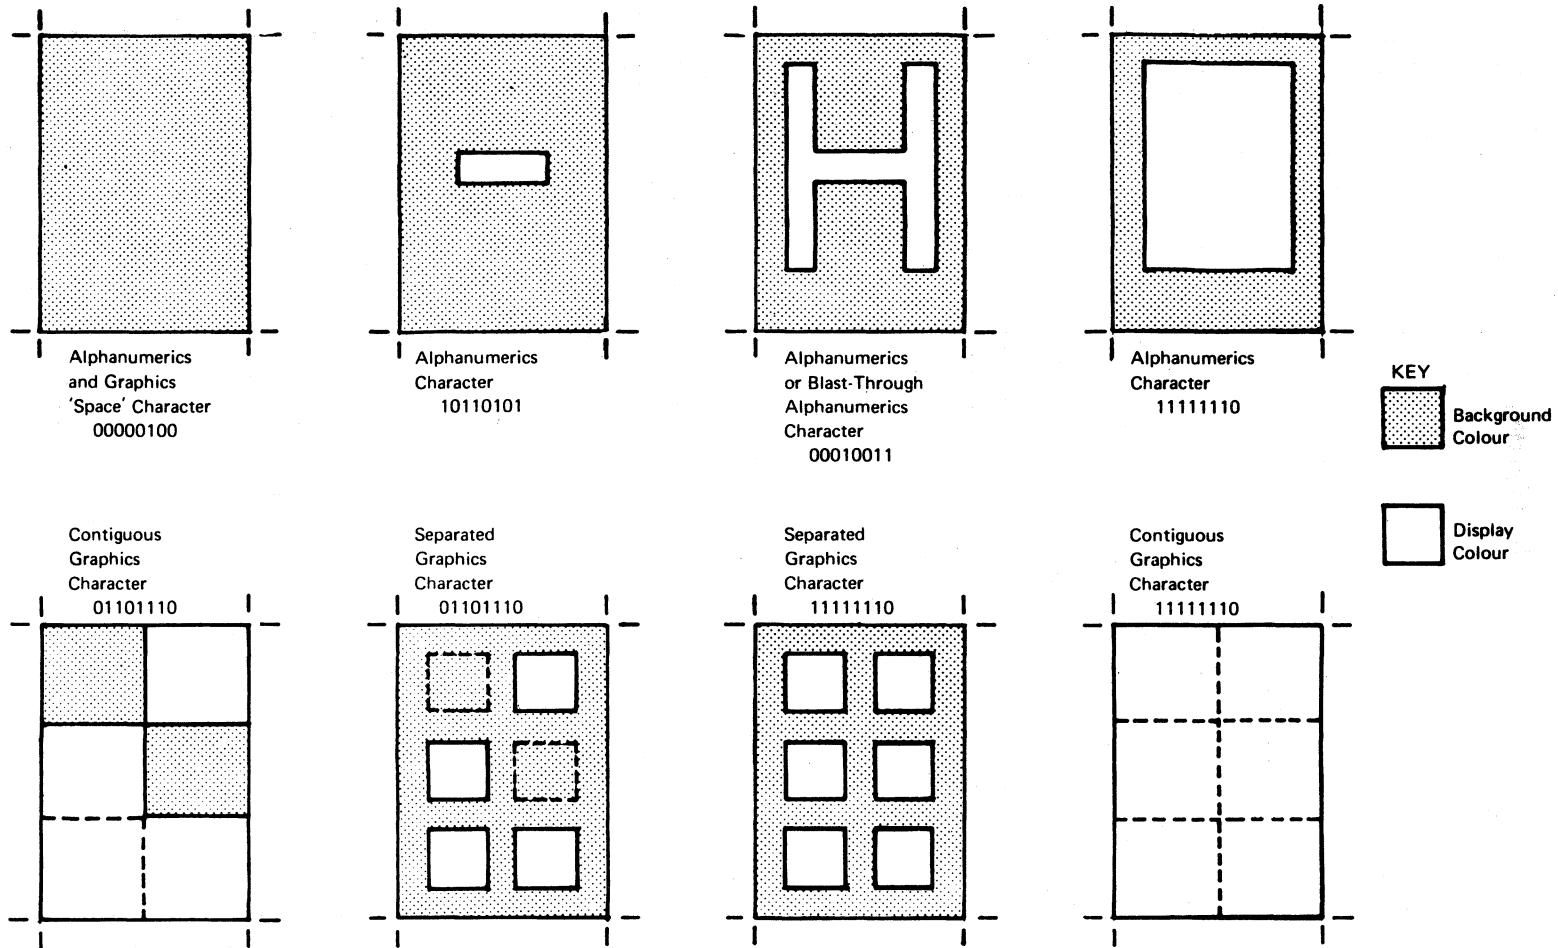 Alphanumerics
and Graphics
'Space' Character
00000100
Alphanumerics
Character
10110101
Alphanumerics
or Blast-Through
Alphanumerics
Character
00010011
Alphanumerics
Character
11111110
KEY
Background
Colour
Display
Colour
Contiguous
Graphics
Character
01101110
Separated
Graphics
Character
01101110
Separated
Graphics
Character
11111110
Contiguous
Graphics
Character
11111110